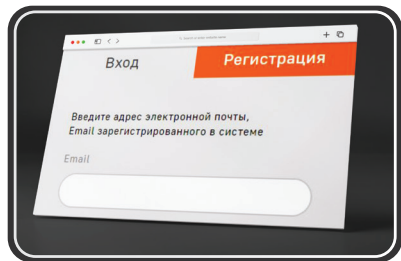 Вход
Регистрация
Введите адрес электронной почты,
Email зарегистрированного в системе
Email